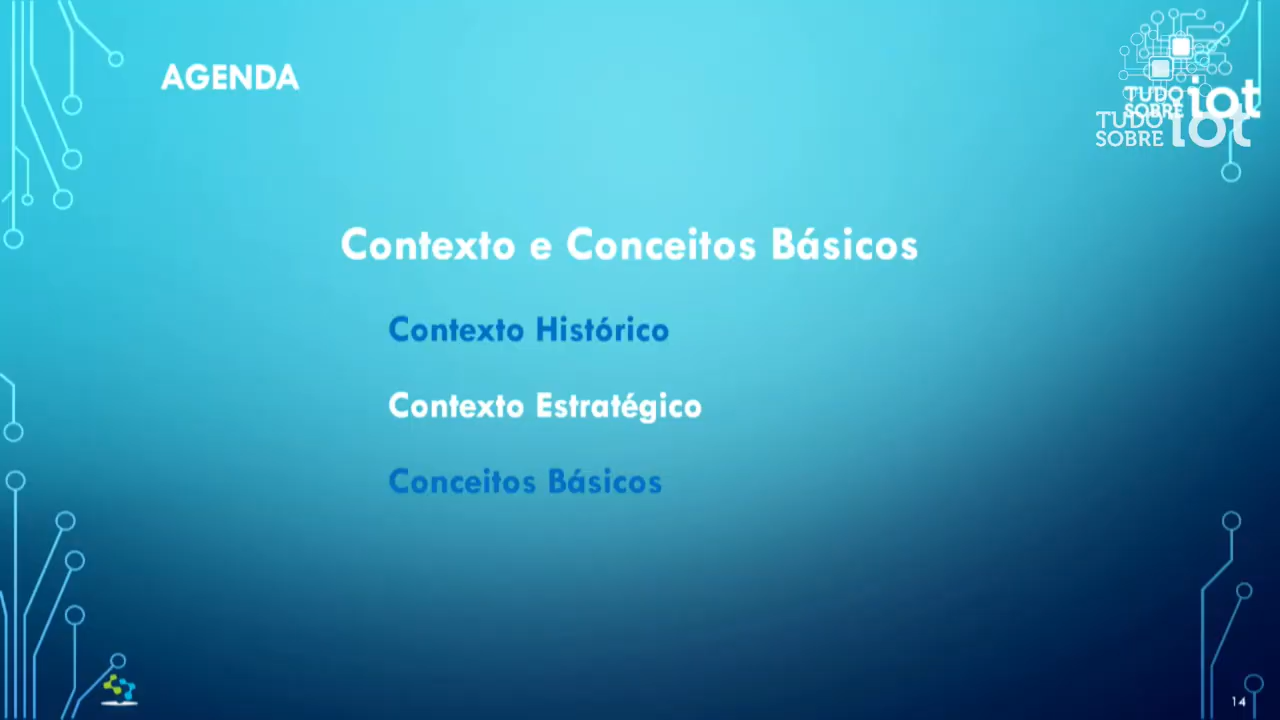 AGENDA
TUDO
SOBRE iot
TUDO
SOBRE iot
Contexto e Conceitos Básicos
Contexto Histórico
Contexto Estratégico
Conceitos Básicos
14